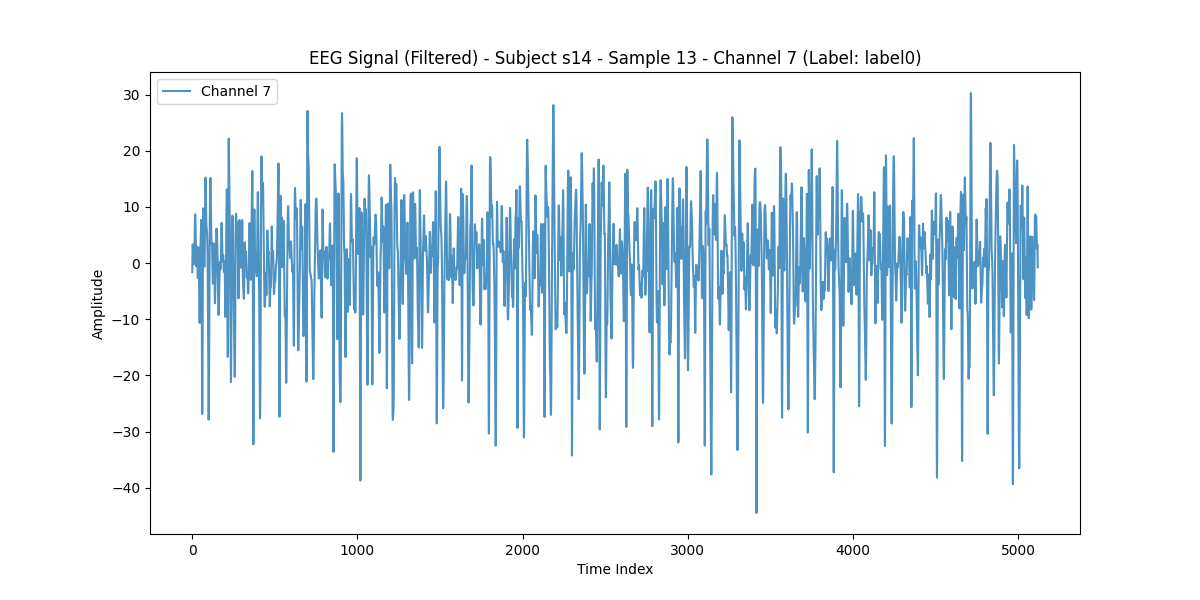 EEG Signal (Filtered) - Subject s14 - Sample 13 - Channel 7 (Label: label0)
Channel 7
30
20
10
0
−10
−20
−30
−40
Amplitude
0 1000 2000 3000 4000 5000
Time Index